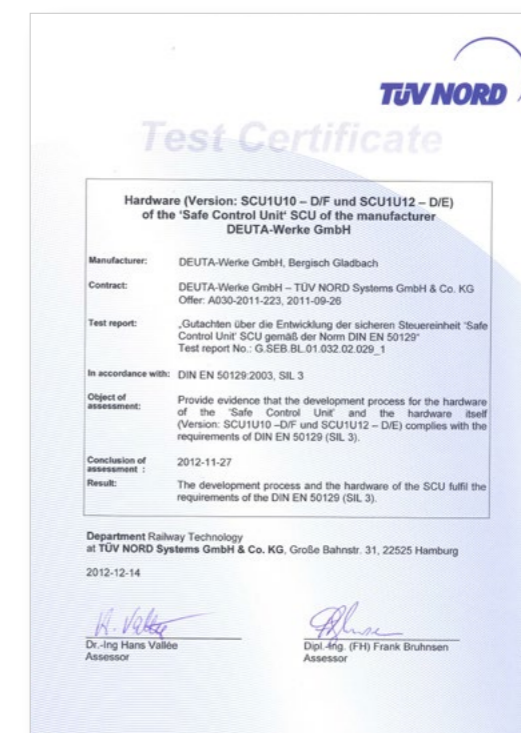 TÜV NORD
Test Certificate
Hardware (Version: SCU1U10 – D/F und SCU1U12 – D/E)
of the 'Safe Control Unit' SCU of the manufacturer
DEUTA-Werke GmbH
Manufacturer: DEUTA-Werke GmbH, Bergisch Gladbach
Contract: DEUTA-Werke GmbH – TÜV NORD Systems GmbH & Co. KG
Offer: A030-2011-223, 2011-09-26
Test report: „Gutachten über die Entwicklung der sicheren Steuereinheit 'Safe
Control Unit' SCU gemäß der Norm DIN EN 50129"
Test report No.: G.SEB.BL.01.032.02.029_1
In accordance with: DIN EN 50129:2003, SIL 3
Object of
assessment: Provide evidence that the development process for the hardware
of the 'Safe Control Unit' and the hardware itself
(Version: SCU1U10 –D/F und SCU1U12 – D/E) complies with the
requirements of DIN EN 50129 (SIL 3).
Conclusion of
assessment : 2012-11-27
Result: The development process and the hardware of the SCU fulfil the
requirements of the DIN EN 50129 (SIL 3).
Department Railway Technology
at TÜV NORD Systems GmbH & Co. KG, Große Bahnstr. 31, 22525 Hamburg
2012-12-14
H. Vallée
Dr.-Ing Hans Vallée
Assessor
Dipl.-Ing. (FH) Frank Bruhnsen
Assessor